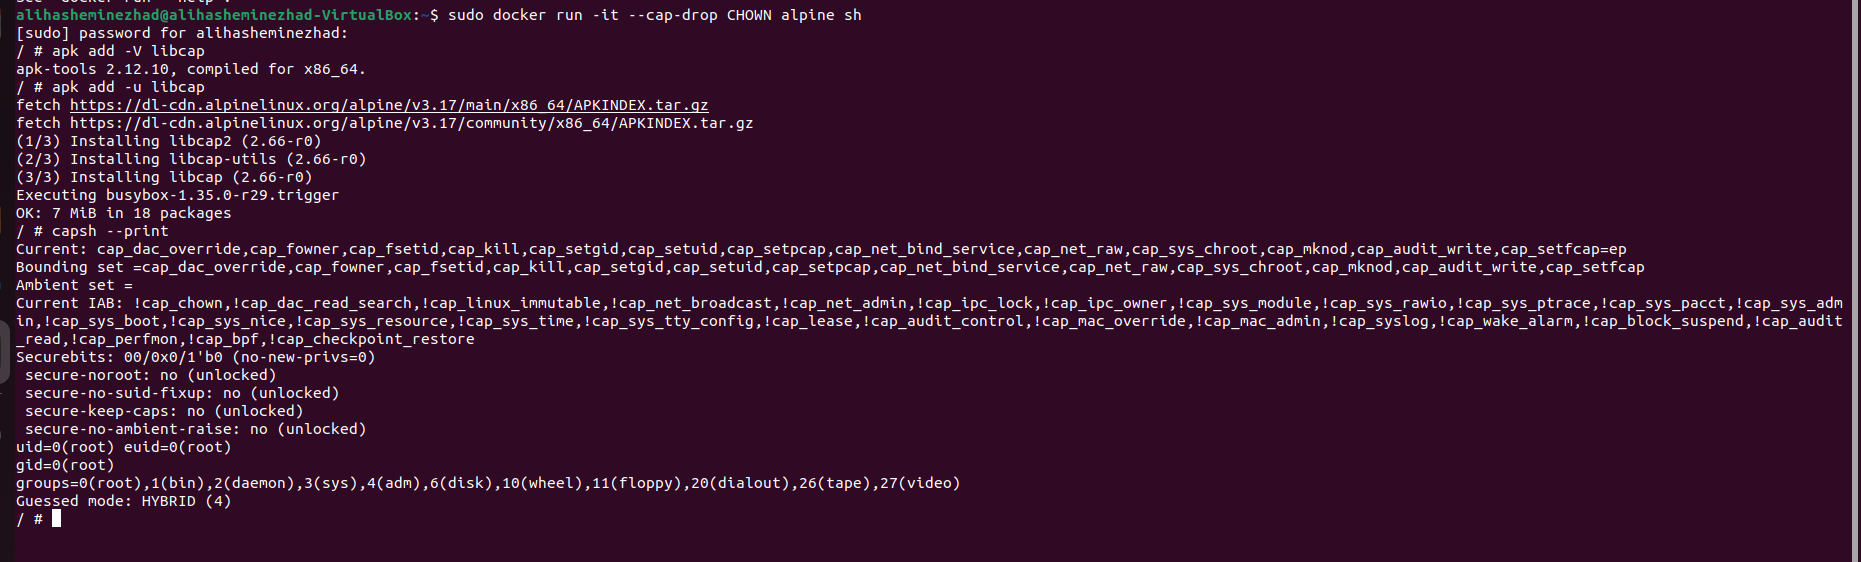 alihasheminezhad@alihasheminezhad-VirtualBox:~$ sudo docker run -it --cap-drop CHOWN alpine sh
[sudo] password for alihasheminezhad:
/ # apk add -V libcap
apk-tools 2.12.10, compiled for x86_64.
/ # apk add -u libcap
fetch https://dl-cdn.alpinelinux.org/alpine/v3.17/main/x86_64/APKINDEX.tar.gz
fetch https://dl-cdn.alpinelinux.org/alpine/v3.17/community/x86_64/APKINDEX.tar.gz
(1/3) Installing libcap2 (2.66-r0)
(2/3) Installing libcap-utils (2.66-r0)
(3/3) Installing libcap (2.66-r0)
Executing busybox-1.35.0-r29.trigger
OK: 7 MiB in 18 packages
/ # capsh --print
Current: cap_dac_override,cap_fowner,cap_fsetid,cap_kill,cap_setgid,cap_setuid,cap_setpcap,cap_net_bind_service,cap_net_raw,cap_sys_chroot,cap_mknod,cap_audit_write,cap_setfcap=ep
Bounding set =cap_dac_override,cap_fowner,cap_fsetid,cap_kill,cap_setgid,cap_setuid,cap_setpcap,cap_net_bind_service,cap_net_raw,cap_sys_chroot,cap_mknod,cap_audit_write,cap_setfcap
Ambient set =
Current IAB: !cap_chown,!cap_dac_read_search,!cap_linux_immutable,!cap_net_broadcast,!cap_net_admin,!cap_ipc_lock,!cap_ipc_owner,!cap_sys_module,!cap_sys_rawio,!cap_sys_ptrace,!cap_sys_pacct,!cap_sys_adm
in,!cap_sys_boot,!cap_sys_nice,!cap_sys_resource,!cap_sys_time,!cap_sys_tty_config,!cap_lease,!cap_audit_control,!cap_mac_override,!cap_mac_admin,!cap_syslog,!cap_wake_alarm,!cap_block_suspend,!cap_audit
_read,!cap_perfmon,!cap_bpf,!cap_checkpoint_restore
Securebits: 00/0x0/1'b0 (no-new-privs=0)
 secure-noroot: no (unlocked)
 secure-no-suid-fixup: no (unlocked)
 secure-keep-caps: no (unlocked)
 secure-no-ambient-raise: no (unlocked)
uid=0(root) euid=0(root)
gid=0(root)
groups=0(root),1(bin),2(daemon),3(sys),4(adm),6(disk),10(wheel),11(floppy),20(dialout),26(tape),27(video)
Guessed mode: HYBRID (4)
/ #